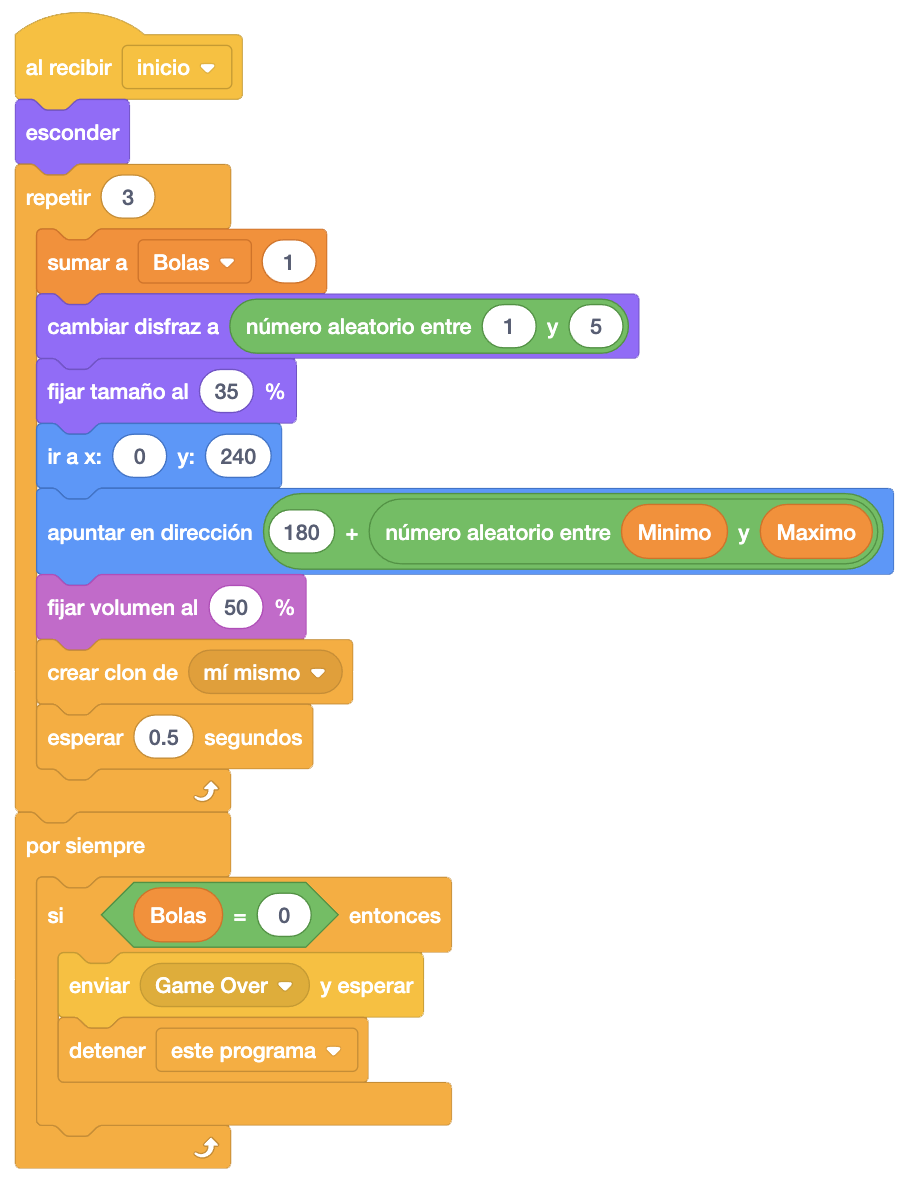 al recibir inicio
esconder
repetir 3
sumar a Bolas 1
cambiar disfraz a número aleatorio entre 1 y 5
fijar tamaño al 35 %
ir a x: 0 y: 240
apuntar en dirección 180 + número aleatorio entre Minimo y Maximo
fijar volumen al 50 %
crear clon de mí mismo
esperar 0.5 segundos
por siempre
si Bolas = 0 entonces
enviar Game Over y esperar
detener este programa